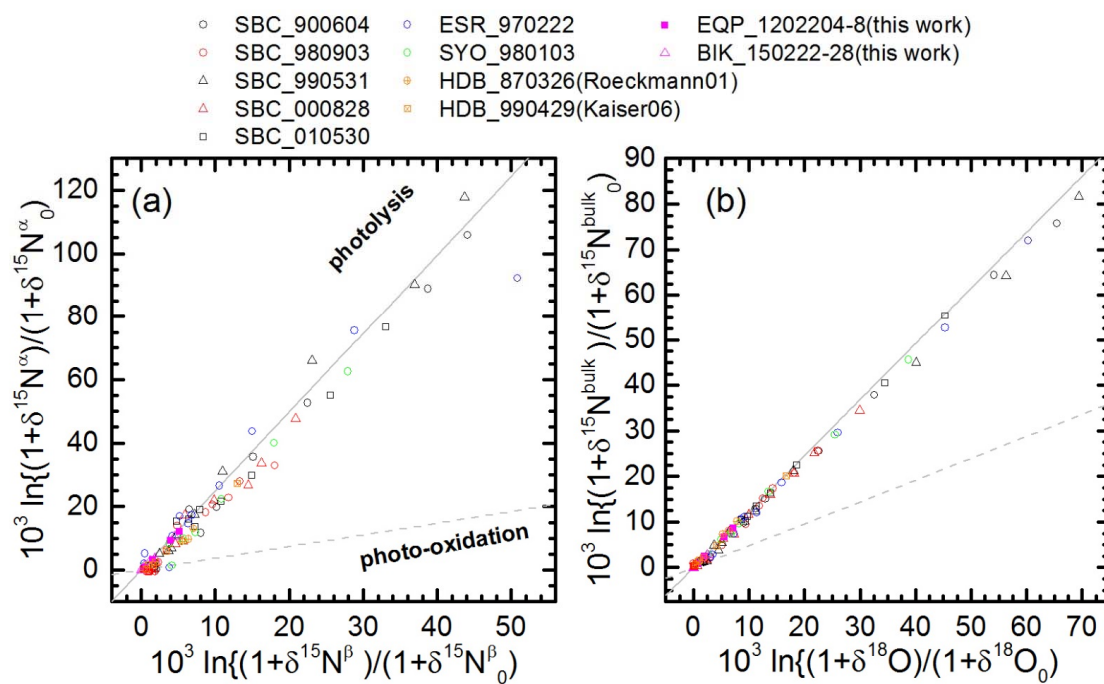 SBC_900604 ESR_970222 EQP_1202204-8(this work)
SBC_980903 SYO_980103 BIK_150222-28(this work)
SBC_990531 HDB_870326(Roeckmann01)
SBC_000828 HDB_990429(Kaiser06)
SBC_010530
(a)
photolysis
photo-oxidation
120
100
80
60
40
20
0
10³ ln{(1+δ¹⁵Nᵅ)/(1+δ¹⁵Nᵅ₀)}
0 10 20 30 40 50
10³ ln{(1+δ¹⁵Nᵝ)/(1+δ¹⁵Nᵝ₀)}
(b)
90
80
70
60
50
40
30
20
10
0
10³ ln{(1+δ¹⁵Nᵇᵘˡᵏ)/(1+δ¹⁵Nᵇᵘˡᵏ₀)
0 10 20 30 40 50 60 70
10³ ln{(1+δ¹⁸O)/(1+δ¹⁸O₀)